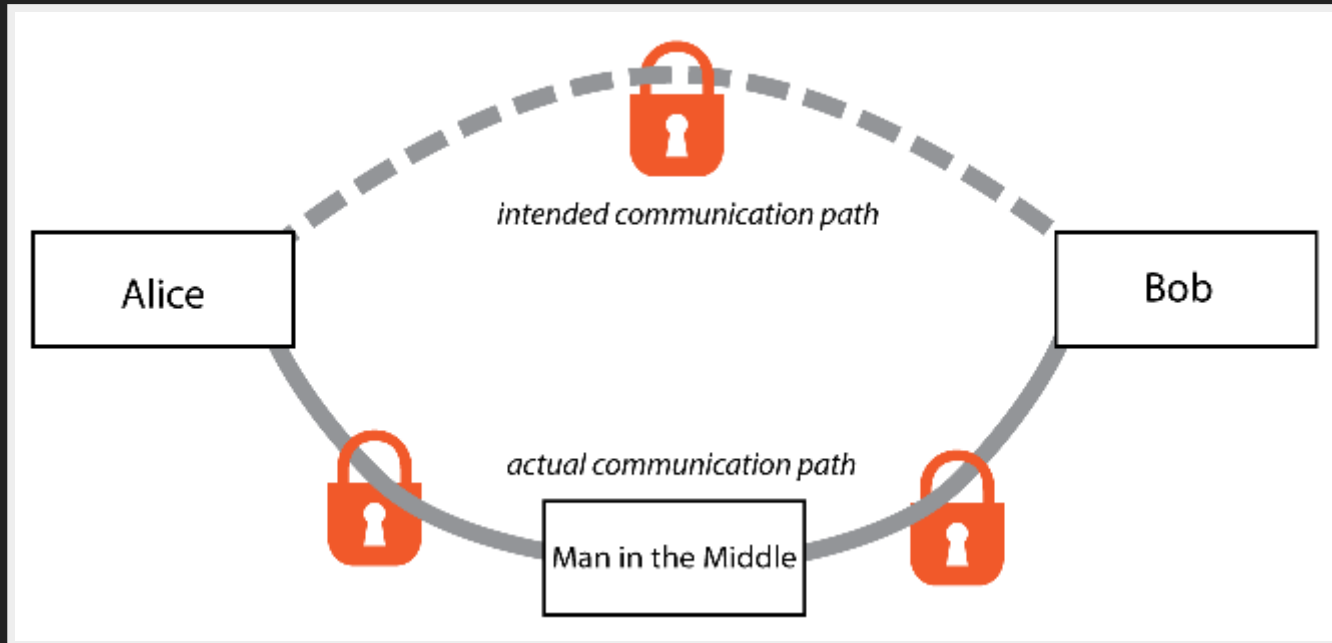 intended communication path
Alice
Bob
actual communication path
Man in the Middle